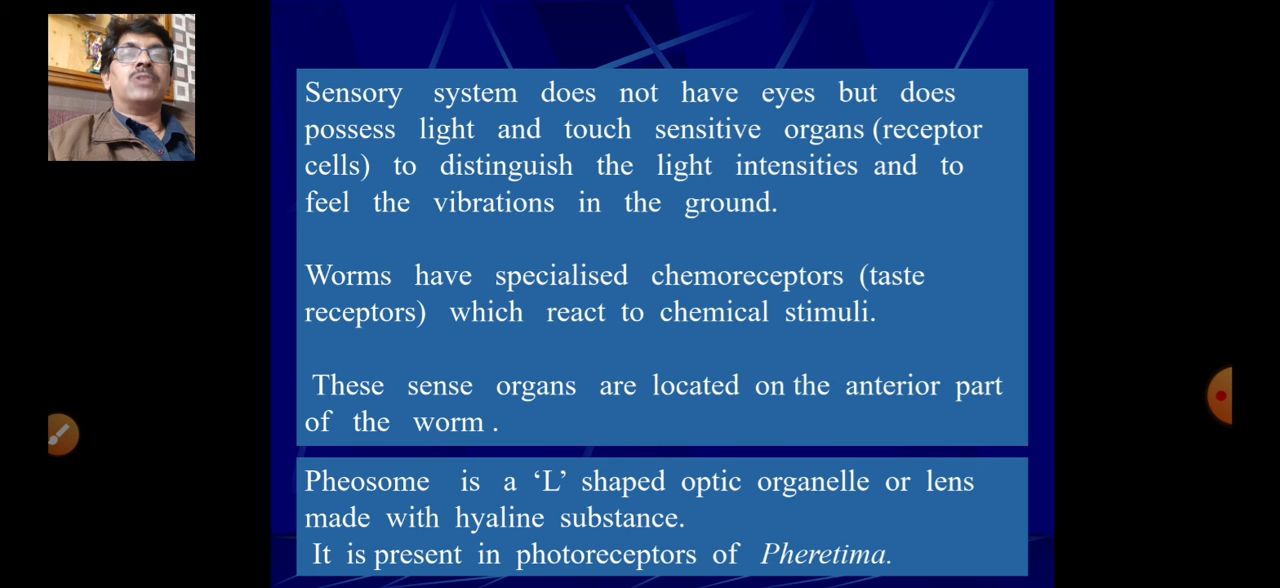 Sensory system does not have eyes but does
possess light and touch sensitive organs (receptor
cells) to distinguish the light intensities and to
feel the vibrations in the ground.
Worms have specialised chemoreceptors (taste
receptors) which react to chemical stimuli.
These sense organs are located on the anterior part
of the worm .
Pheosome is a ‘L’ shaped optic organelle or lens
made with hyaline substance.
It is present in photoreceptors of Pheretima.